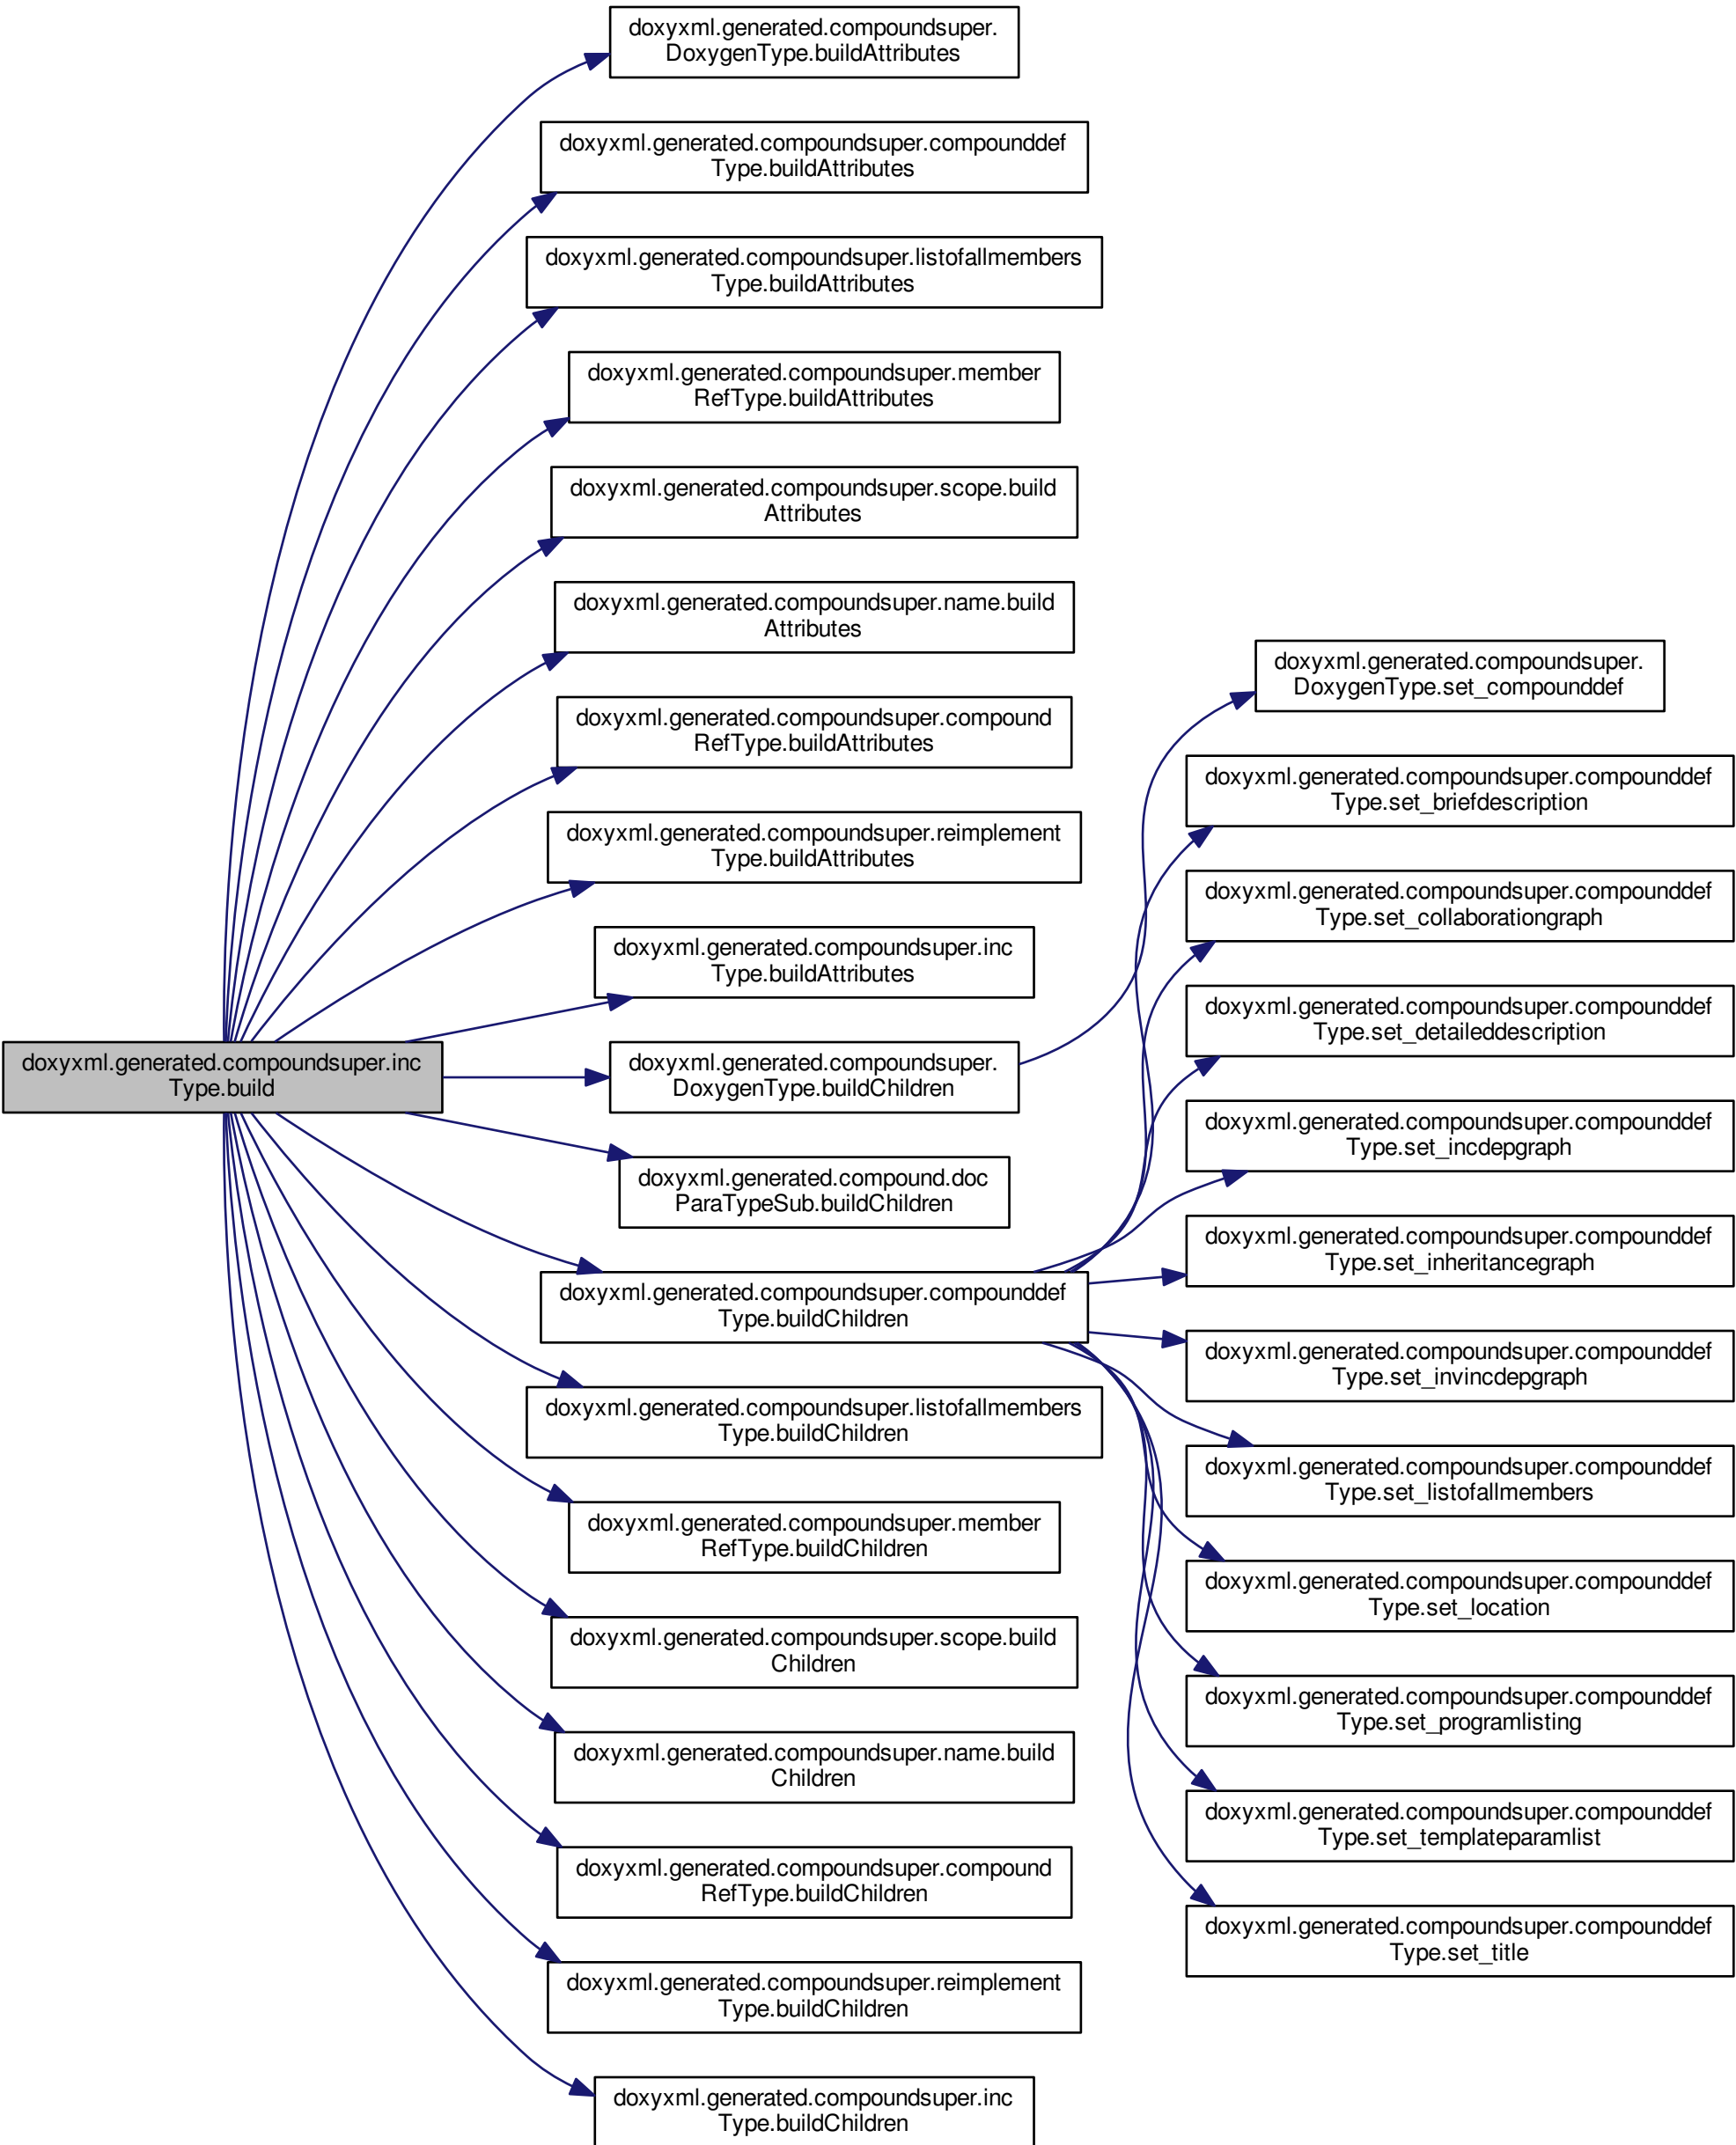 doxyxml.generated.compoundsuper.inc
Type.build
doxyxml.generated.compoundsuper.
DoxygenType.buildAttributes
doxyxml.generated.compoundsuper.compounddef
Type.buildAttributes
doxyxml.generated.compoundsuper.listofallmembers
Type.buildAttributes
doxyxml.generated.compoundsuper.member
RefType.buildAttributes
doxyxml.generated.compoundsuper.scope.build
Attributes
doxyxml.generated.compoundsuper.name.build
Attributes
doxyxml.generated.compoundsuper.compound
RefType.buildAttributes
doxyxml.generated.compoundsuper.reimplement
Type.buildAttributes
doxyxml.generated.compoundsuper.inc
Type.buildAttributes
doxyxml.generated.compoundsuper.
DoxygenType.buildChildren
doxyxml.generated.compound.doc
ParaTypeSub.buildChildren
doxyxml.generated.compoundsuper.compounddef
Type.buildChildren
doxyxml.generated.compoundsuper.listofallmembers
Type.buildChildren
doxyxml.generated.compoundsuper.member
RefType.buildChildren
doxyxml.generated.compoundsuper.scope.build
Children
doxyxml.generated.compoundsuper.name.build
Children
doxyxml.generated.compoundsuper.compound
RefType.buildChildren
doxyxml.generated.compoundsuper.reimplement
Type.buildChildren
doxyxml.generated.compoundsuper.inc
Type.buildChildren
doxyxml.generated.compoundsuper.
DoxygenType.set_compounddef
doxyxml.generated.compoundsuper.compounddef
Type.set_briefdescription
doxyxml.generated.compoundsuper.compounddef
Type.set_collaborationgraph
doxyxml.generated.compoundsuper.compounddef
Type.set_detaileddescription
doxyxml.generated.compoundsuper.compounddef
Type.set_incdepgraph
doxyxml.generated.compoundsuper.compounddef
Type.set_inheritancegraph
doxyxml.generated.compoundsuper.compounddef
Type.set_invincdepgraph
doxyxml.generated.compoundsuper.compounddef
Type.set_listofallmembers
doxyxml.generated.compoundsuper.compounddef
Type.set_location
doxyxml.generated.compoundsuper.compounddef
Type.set_programlisting
doxyxml.generated.compoundsuper.compounddef
Type.set_templateparamlist
doxyxml.generated.compoundsuper.compounddef
Type.set_title